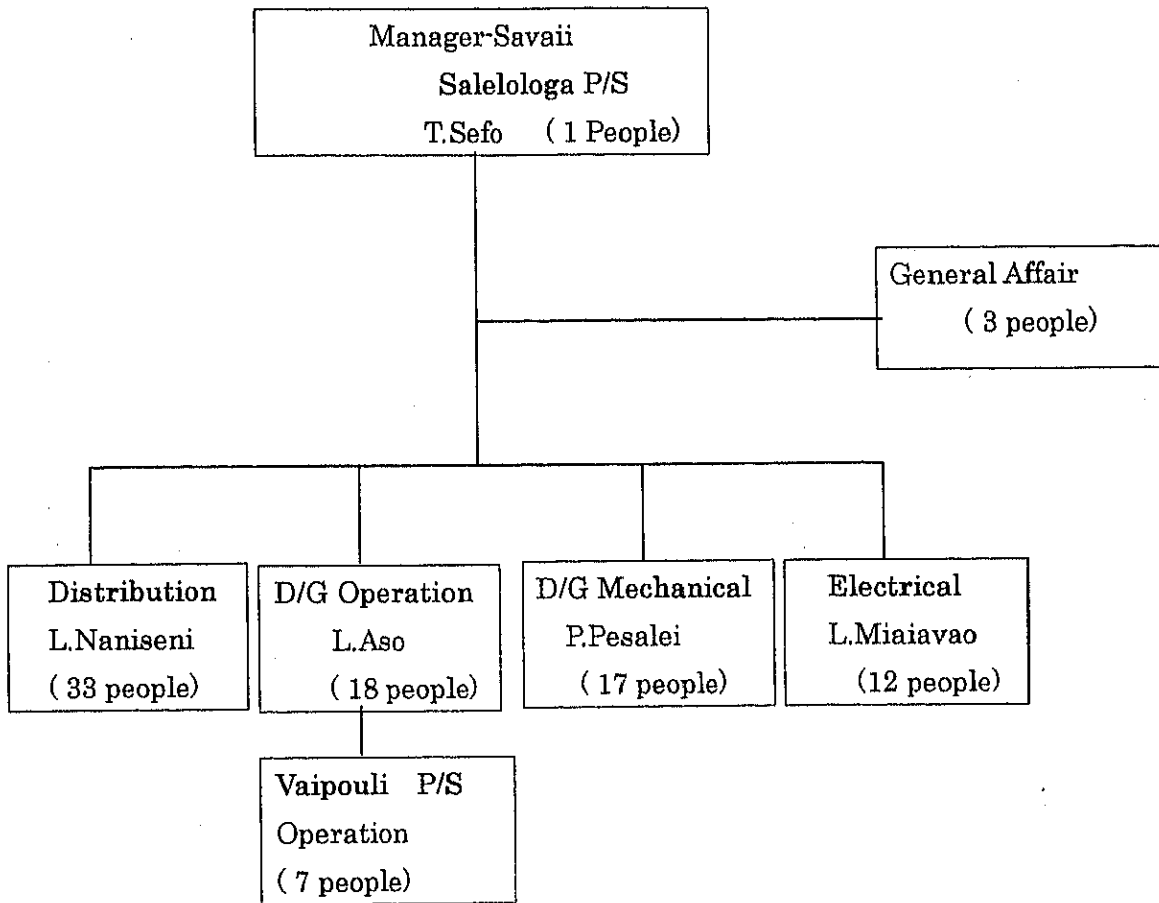 Manager-Savaii
Salelologa P/S
T.Sefo ( 1 People)
General Affair
( 3 people)
Distribution
L.Naniseni
( 33 people)
D/G Operation
L.Aso
( 18 people)
D/G Mechanical
P.Pesalei
( 17 people)
Electrical
L.Miaiavao
(12 people)
Vaipouli P/S
Operation
( 7 people)